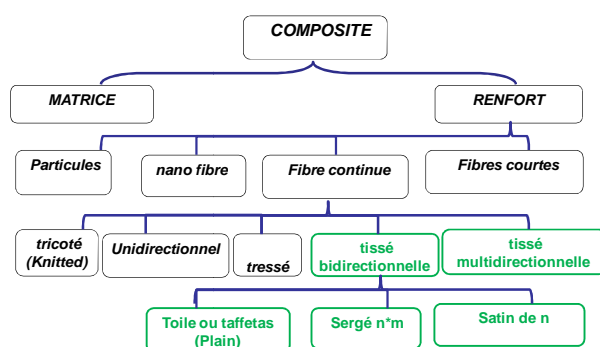 COMPOSITE
MATRICE
RENFORT
Particules
nano fibre
Fibre continue
Fibres courtes
tricoté
(Knitted)
Unidirectionnel
tressé
tissé
bidirectionnelle
tissé
multidirectionnelle
Toile ou taffetas
(Plain)
Sergé n*m
Satin de n